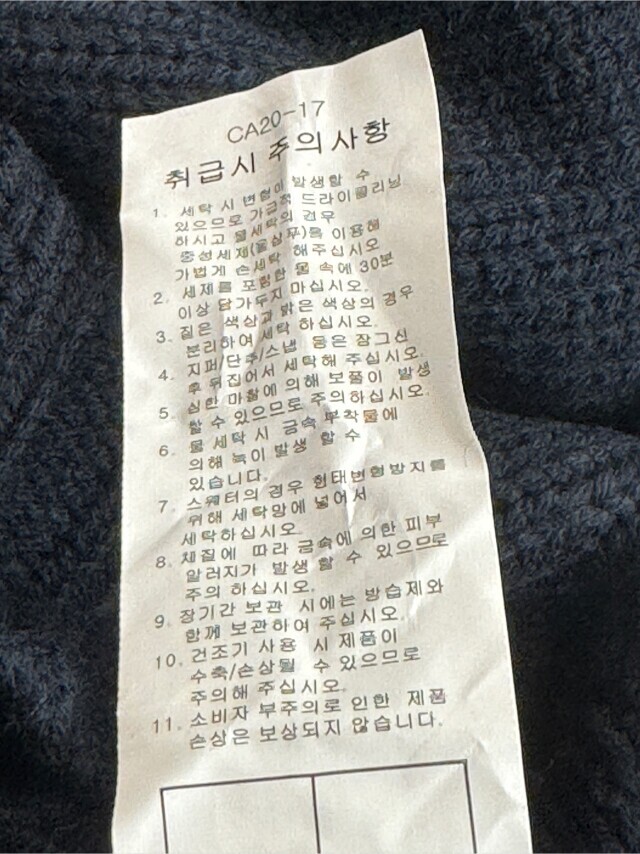 CA20-17
취급시 주의사항
1. 세탁 시 변형이 발생할 수
있으므로 가급적 드라이클리닝
하시고 물세탁의 경우
중성세제(울샴푸)를 이용해
가볍게 손세탁 해주십시오
2. 세제를 포함한 물 속에 30분
이상 담가두지 마십시오.
3. 짙은 색상과 밝은 색상의 경우
분리하여 세탁 하십시오.
4. 지퍼/단추/스냅 등은 잠그신
후 뒤집어서 세탁해 주십시오.
5. 심한 마찰에 의해 보풀이 발생
할 수 있으므로 주의하십시오.
6. 물 세탁 시 금속 부착물에
의해 녹이 발생 할 수
있습니다.
7. 스웨터의 경우 형태변형방지를
위해 세탁망에 넣어서
세탁하십시오.
8. 체질에 따라 금속에 의한 피부
알러지가 발생 할 수 있으므로
주의 하십시오.
9. 장기간 보관 시에는 방습제와
함께 보관하여 주십시오.
10. 건조기 사용 시 제품이
수축/손상될 수 있으므로
주의해 주십시오.
11. 소비자 부주의로 인한 제품
손상은 보상되지 않습니다.